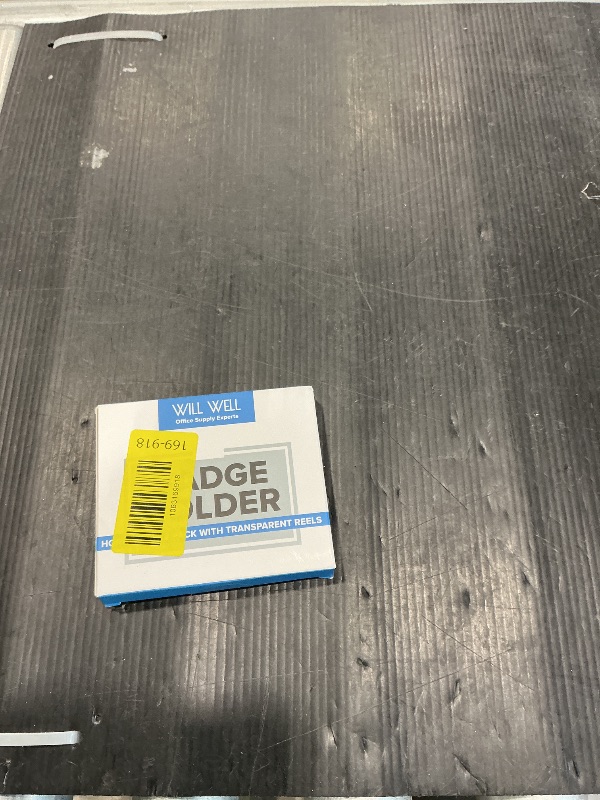 WILL WELL
Office Supply Experts
169-918
ADGE
OLDER
HO CK WITH TRANSPARENT REELS